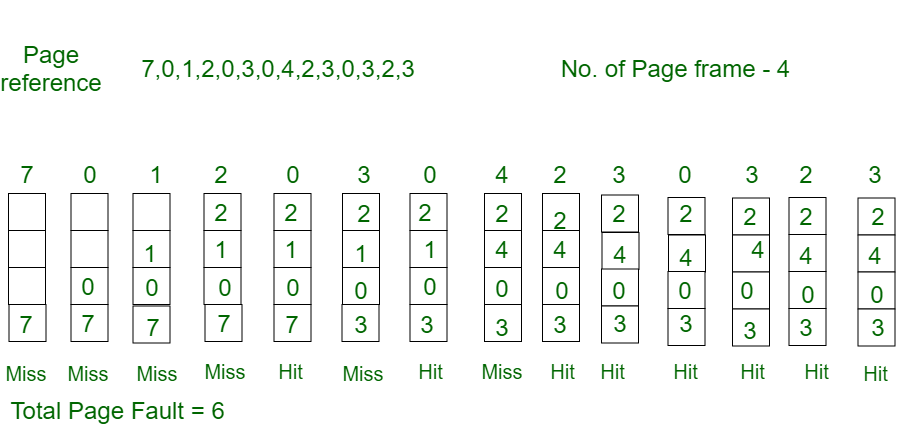 Page
reference
7,0,1,2,0,3,0,4,2,3,0,3,2,3
No. of Page frame - 4
7 0 1 2 0 3 0 4 2 3 0 3 2 3
2 2 2 2 2 2 2 2 2 2 2
1 1 1 1 1 4 4 4 4 4 4 4
0 0 0 0 0 0 0 0 0 0 0 0 0
7 7 7 7 7 3 3 3 3 3 3 3 3 3
Miss Miss Miss Miss Hit Miss Hit Miss Hit Hit Hit Hit Hit Hit
Total Page Fault = 6